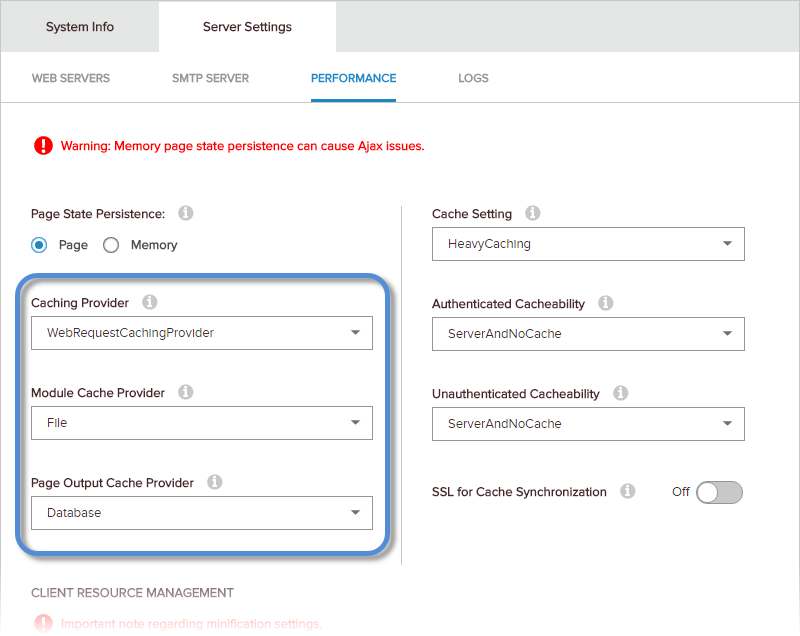 System Info
Server Settings
WEB SERVERS
SMTP SERVER
PERFORMANCE
LOGS
Warning: Memory page state persistence can cause Ajax issues.
Page State Persistence:
Page
Memory
Caching Provider
WebRequestCachingProvider
Module Cache Provider
File
Page Output Cache Provider
Database
Cache Setting
HeavyCaching
Authenticated Cacheability
ServerAndNoCache
Unauthenticated Cacheability
ServerAndNoCache
SSL for Cache Synchronization
Off
CLIENT RESOURCE MANAGEMENT
Important note regarding minification settings.